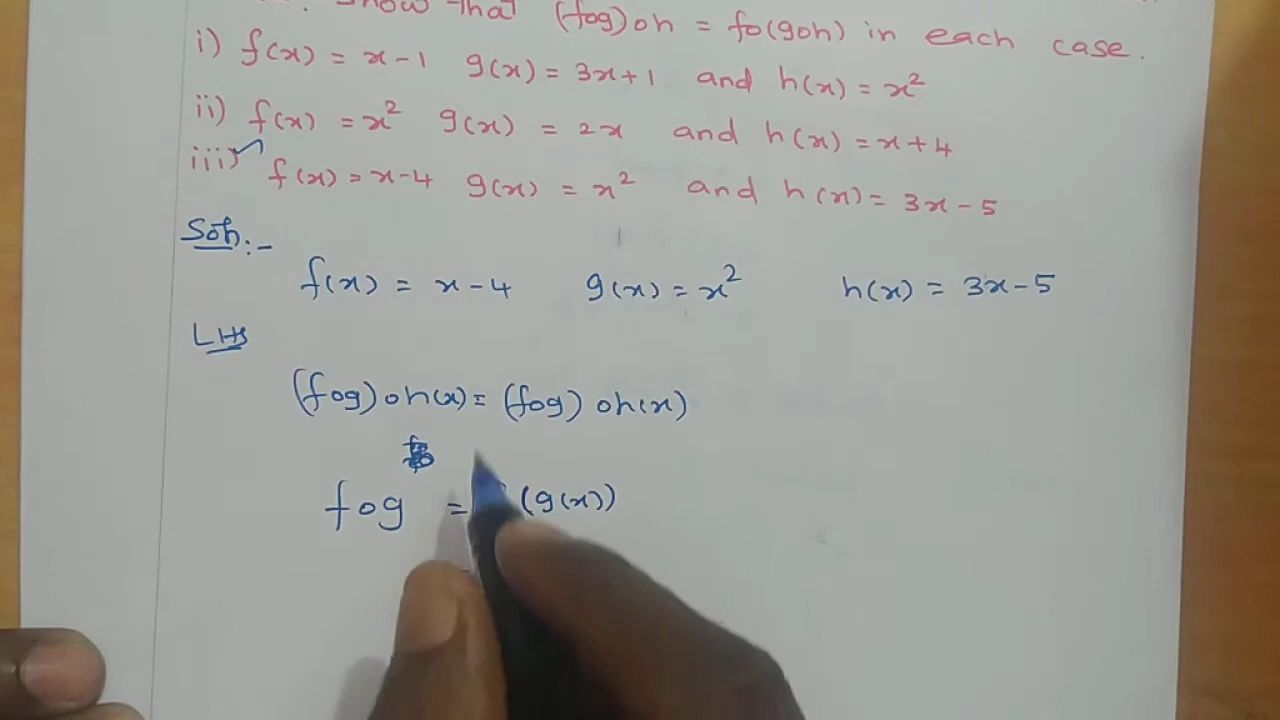 Show that (fog)oh = fo(goh) in each case.
i) f(x) = x-1 g(x) = 3x+1 and h(x) = x²
ii) f(x) = x² g(x) = 2x and h(x) = x+4
iii) f(x) = x-4 g(x) = x² and h(x) = 3x-5
Soln:-
f(x) = x-4 g(x) = x² h(x) = 3x-5
LHS
(fog)oh(x) = (fog)oh(x)
fog = (g(x))